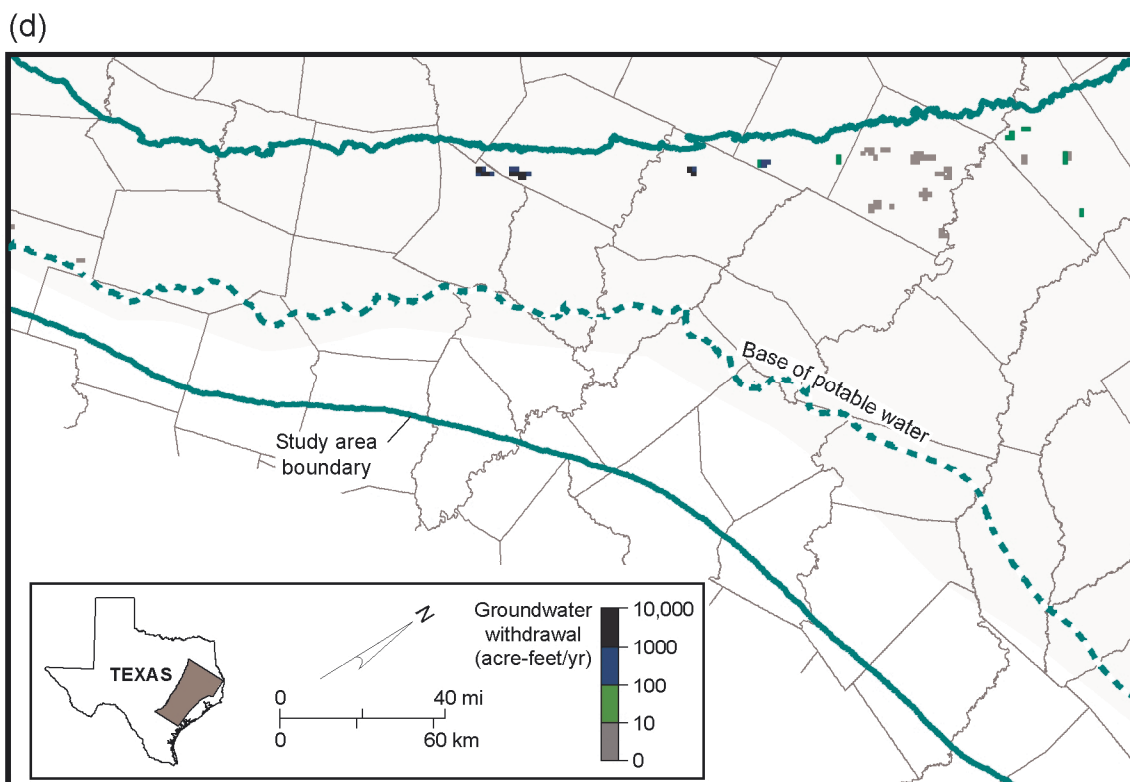 (d)
Base of potable water
Study area
boundary
TEXAS
N
0
40 mi
0
60 km
Groundwater
withdrawal
(acre-feet/yr)
10,000
1000
100
10
0